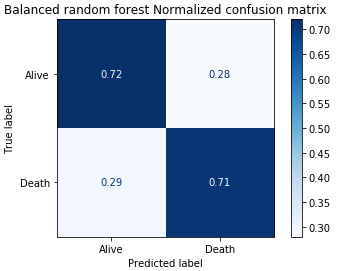 Balanced random forest Normalized confusion matrix
True label
Alive
0.72
0.28
Death
0.29
0.71
Alive
Death
Predicted label
0.70
0.65
0.60
0.55
0.50
0.45
0.40
0.35
0.30